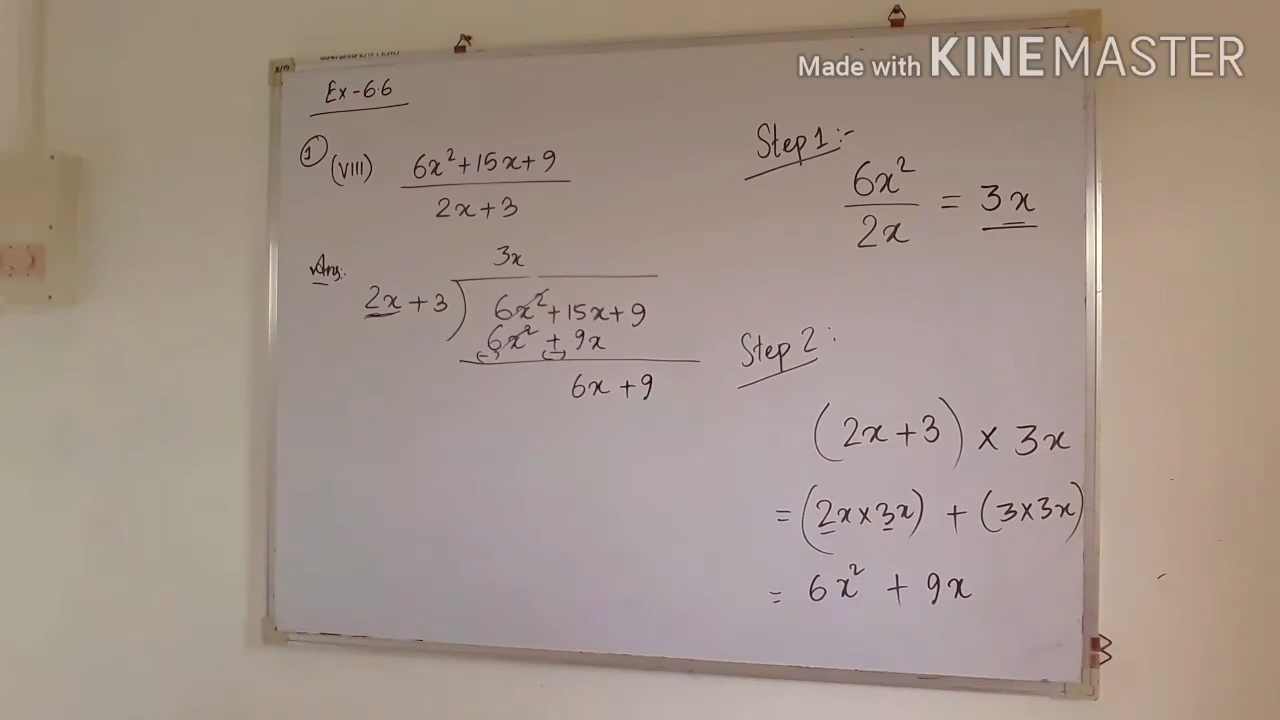 Made with KINEMASTER
Ex-6.6
① (VIII) 6x²+15x+9
2x+3
Ans:
3x
2x+3) 6x²+15x+9
6x² + 9x
(-) (-)
6x+9
Step 1:-
6x²
2x
= 3x
Step 2:
(2x+3) × 3x
= (2x×3x) + (3×3x)
= 6x² + 9x